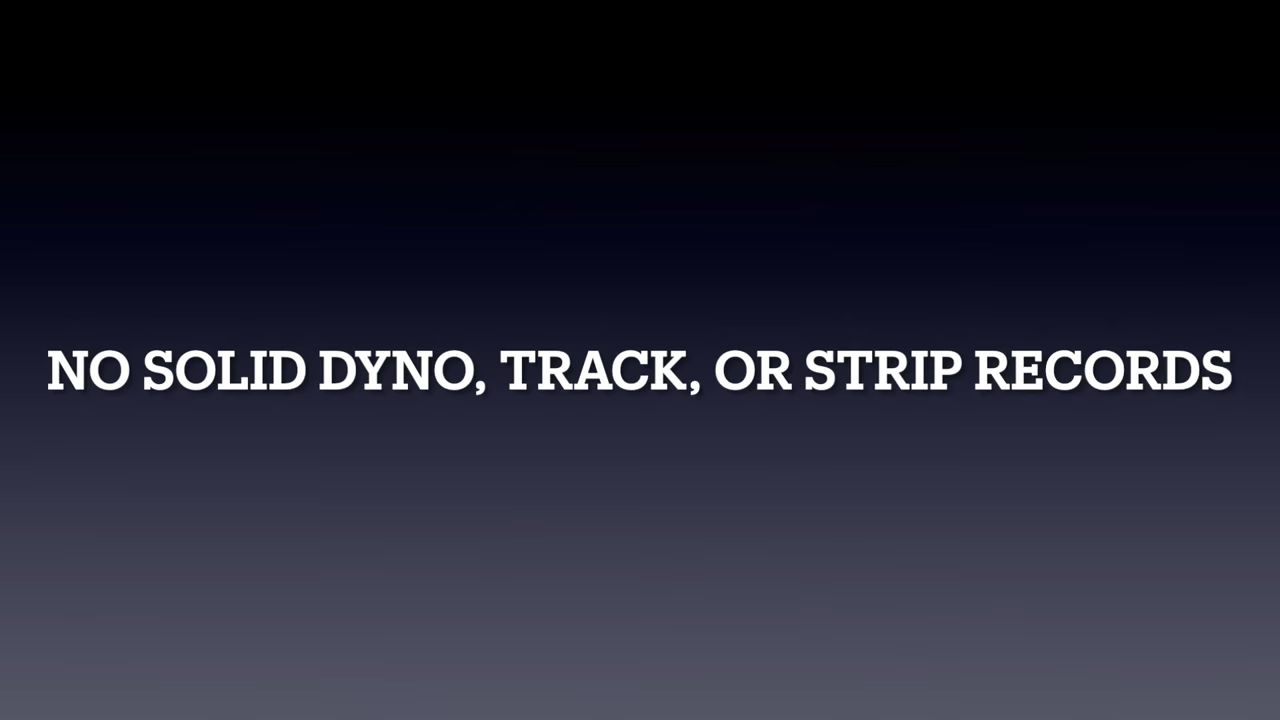 NO SOLID DYNO, TRACK, OR STRIP RECORDS